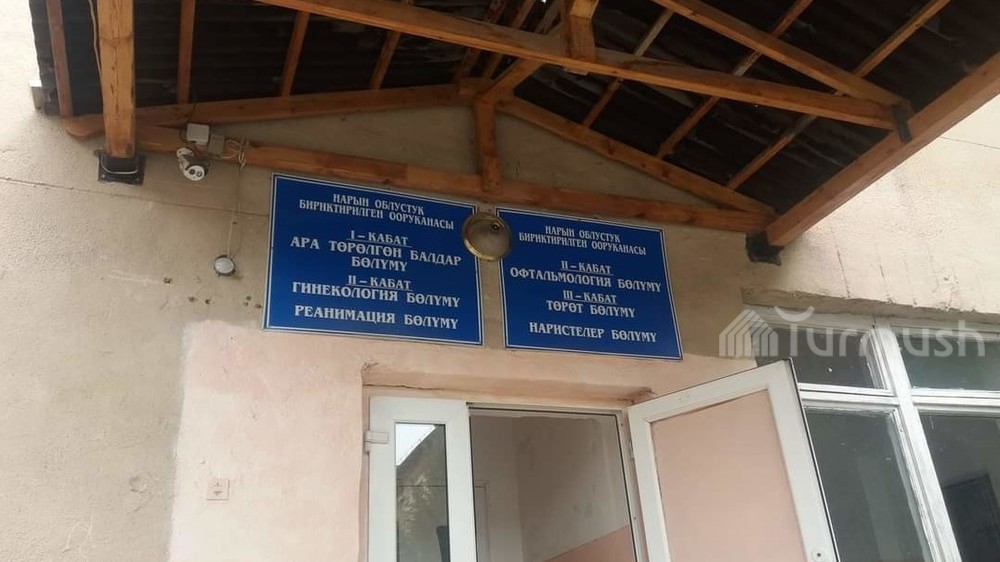 НАРЫН ОБЛУСТУК
БИРИКТИРИЛГЕН ООРУКАНАСЫ
I – КАБАТ
АРА ТӨРӨЛГӨН БАЛДАР
БӨЛҮМҮ
II – КАБАТ
ГИНЕКОЛОГИЯ БӨЛҮМҮ
РЕАНИМАЦИЯ БӨЛҮМҮ
НАРЫН ОБЛУСТУК
БИРИКТИРИЛГЕН ООРУКАНАСЫ
II – КАБАТ
ОФТАЛЬМОЛОГИЯ БӨЛҮМҮ
III – КАБАТ
ТӨРӨТ БӨЛҮМҮ
НАРИСТЕЛЕР БӨЛҮМҮ
Turmush